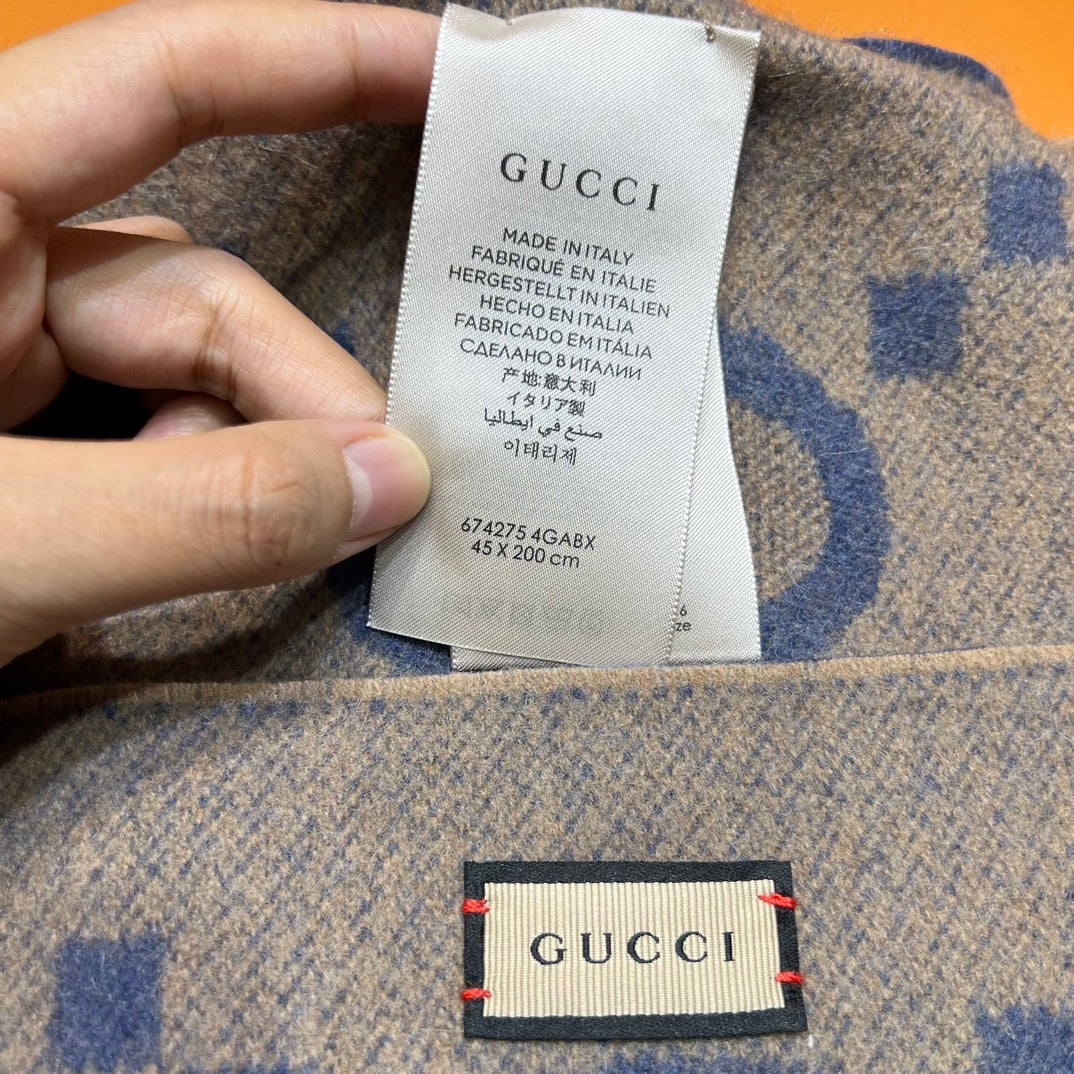 GUCCI
MADE IN ITALY
FABRIQUÉ EN ITALIE
HERGESTELLT IN ITALIEN
HECHO EN ITALIA
FABRICADO EM ITÁLIA
СДЕЛАНО В ИТАЛИИ
产地:意大利
イタリア製
صنع في ايطاليا
이태리제
674275 4GABX
45 X 200 cm
6
ze
GUCCI